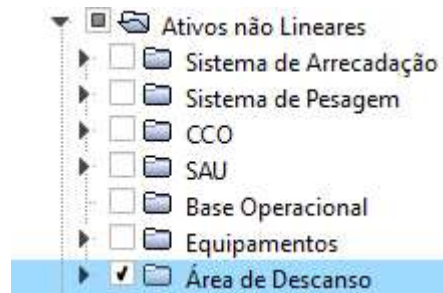 Ativos não Lineares
Sistema de Arrecadação
Sistema de Pesagem
CCO
SAU
Base Operacional
Equipamentos
Área de Descanso